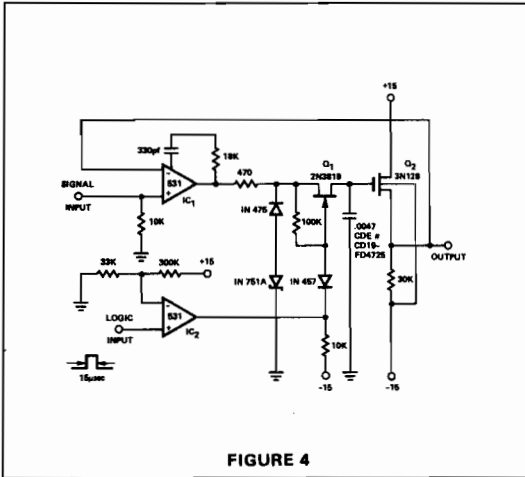 +15
330pf
18K
Q1
2N3819
Q2
3N128
470
531
IC1
SIGNAL
INPUT
10K
IN 475
100K
.0047
CDE #
CD19-
FD4725
OUTPUT
33K
300K
+15
IN 751A
IN 457
30K
531
IC2
LOGIC
INPUT
10K
15µsec
-15
-15
FIGURE 4